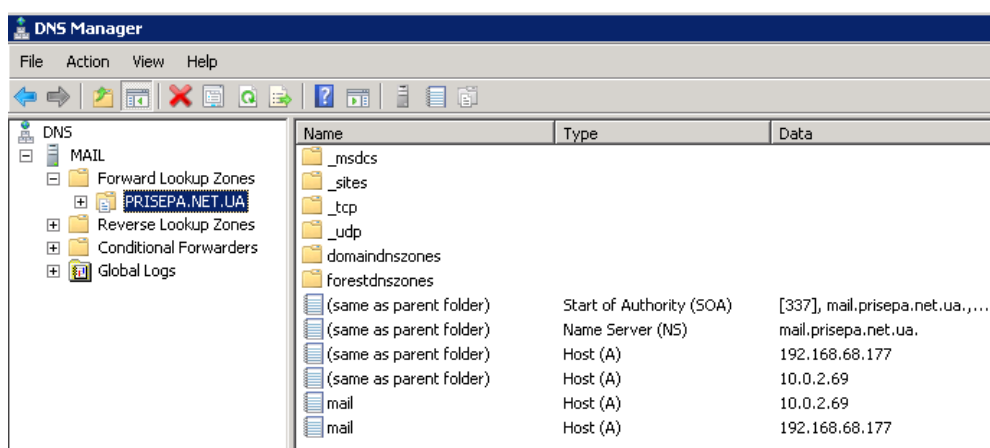 DNS Manager
File Action View Help
DNS
MAIL
Forward Lookup Zones
PRISEPA.NET.UA
Reverse Lookup Zones
Conditional Forwarders
Global Logs
Name Type Data
_msdcs
_sites
_tcp
_udp
domaindnszones
forestdnszones
(same as parent folder) Start of Authority (SOA) [337], mail.prisepa.net.ua.,...
(same as parent folder) Name Server (NS) mail.prisepa.net.ua.
(same as parent folder) Host (A) 192.168.68.177
(same as parent folder) Host (A) 10.0.2.69
mail Host (A) 10.0.2.69
mail Host (A) 192.168.68.177